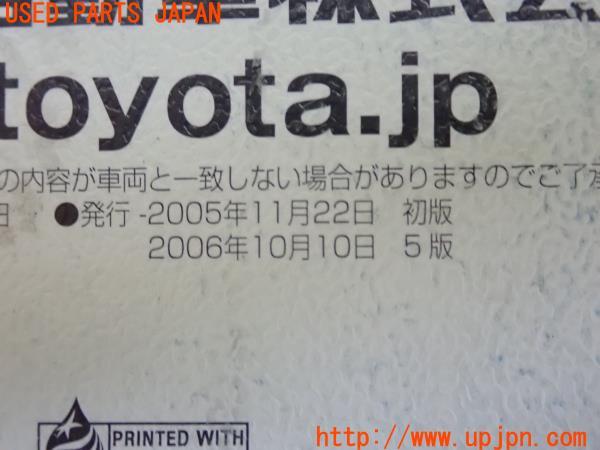 USED PARTS JAPAN
toyota.jp
の内容が車両と一致しない場合がありますのでご了承
日 ●発行-2005年11月22日 初版
2006年10月10日 5版
PRINTED WITH
http://www.upjpn.com